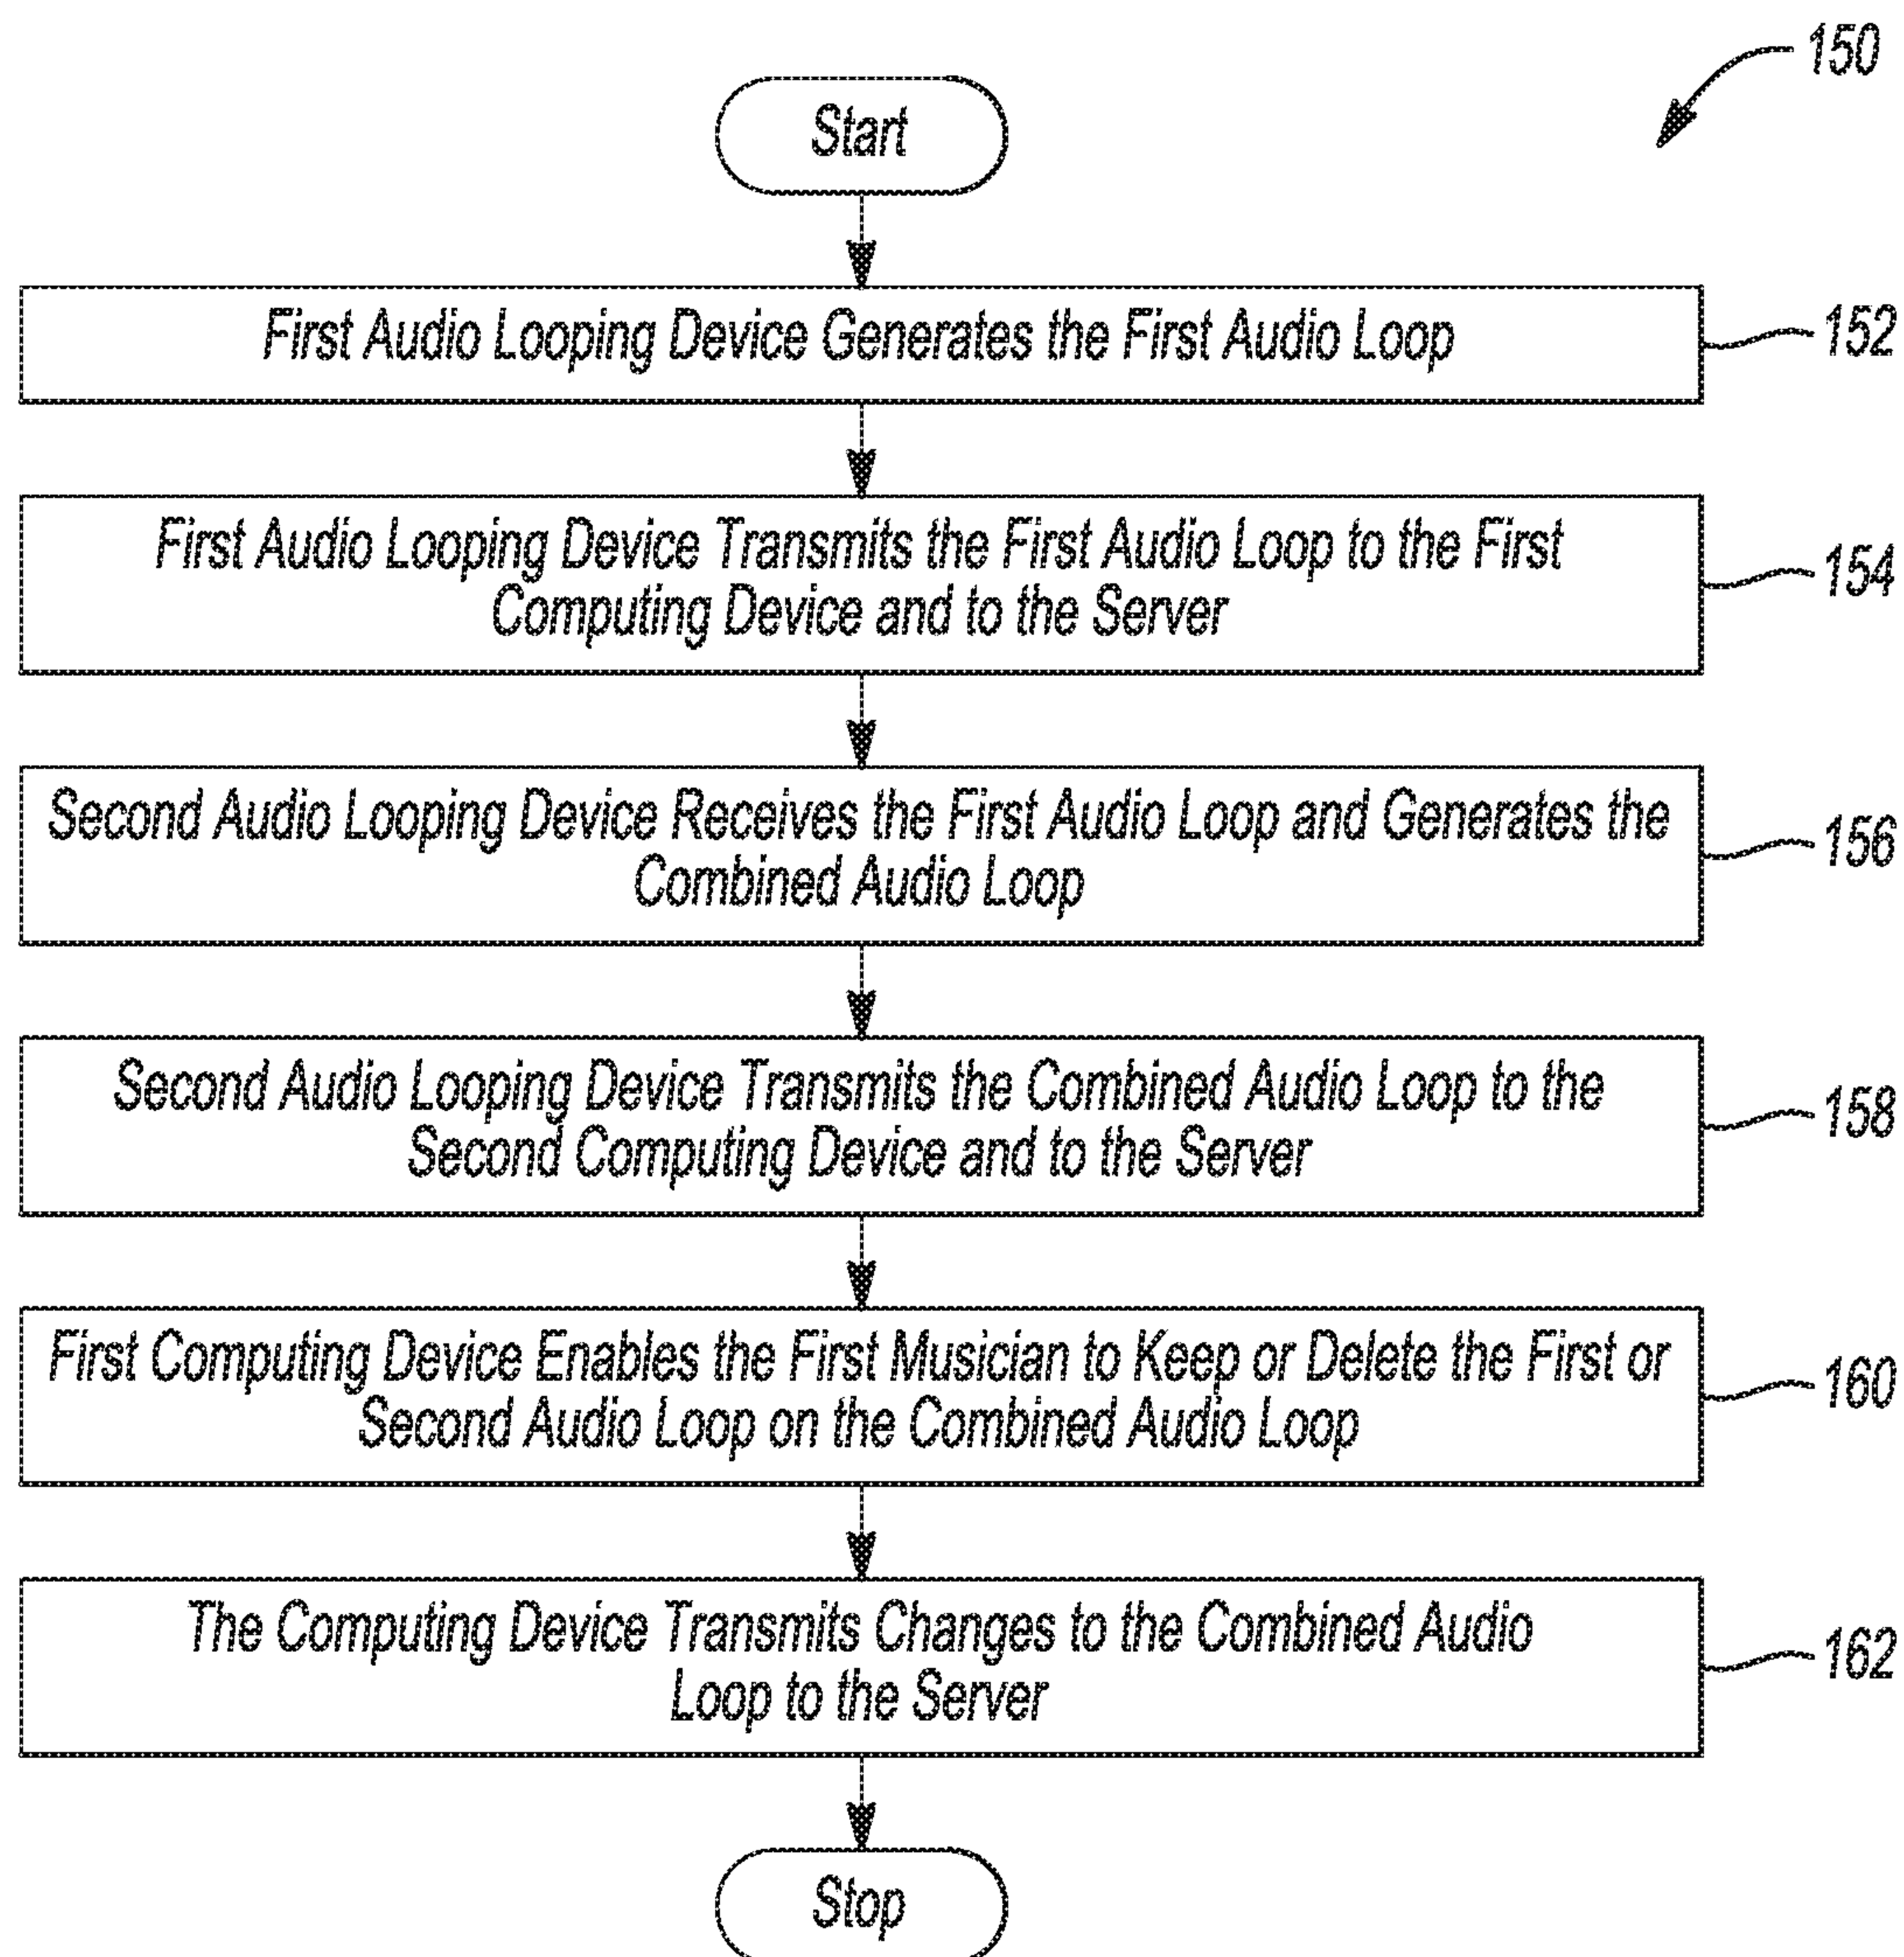 150
Start
First Audio Looping Device Generates the First Audio Loop
152
First Audio Looping Device Transmits the First Audio Loop to the First
Computing Device and to the Server
154
Second Audio Looping Device Receives the First Audio Loop and Generates the
Combined Audio Loop
156
Second Audio Looping Device Transmits the Combined Audio Loop to the
Second Computing Device and to the Server
158
First Computing Device Enables the First Musician to Keep or Delete the First or
Second Audio Loop on the Combined Audio Loop
160
The Computing Device Transmits Changes to the Combined Audio
Loop to the Server
162
Stop